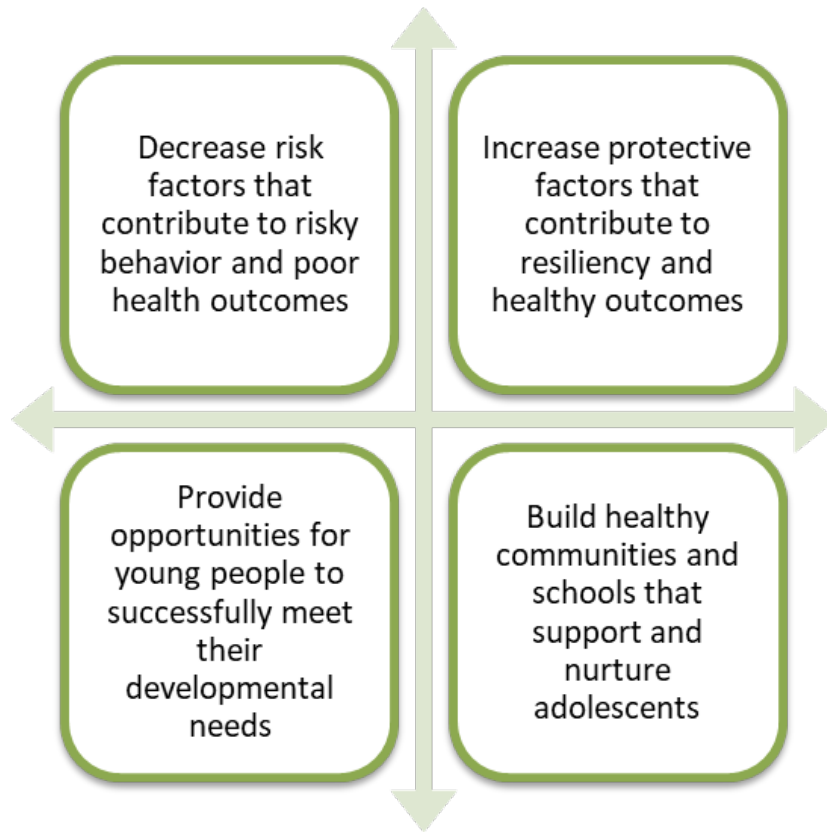 Decrease risk
factors that
contribute to risky
behavior and poor
health outcomes
Increase protective
factors that
contribute to
resiliency and
healthy outcomes
Provide
opportunities for
young people to
successfully meet
their
developmental
needs
Build healthy
communities and
schools that
support and
nurture
adolescents